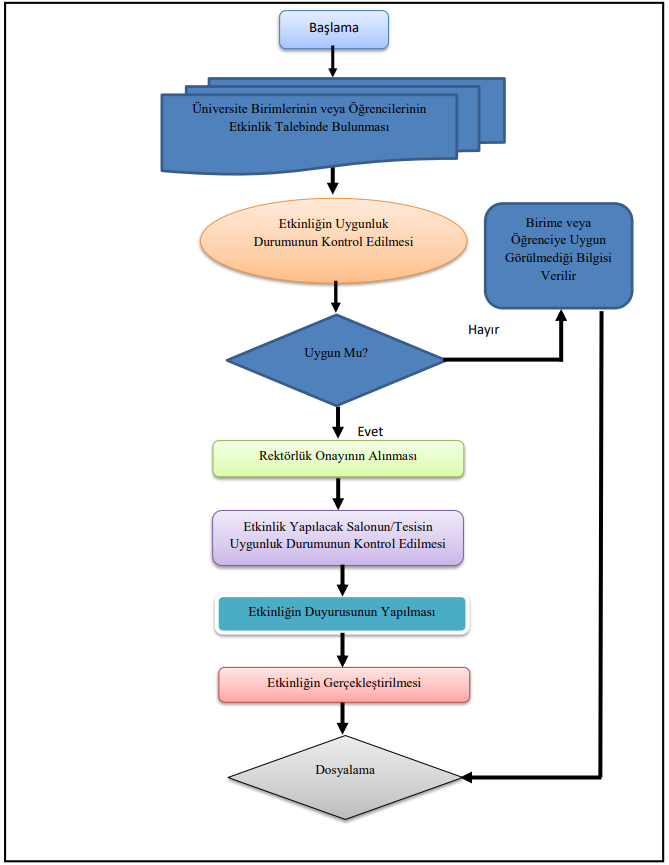 Başlama
Üniversite Birimlerinin veya Öğrencilerinin
Etkinlik Talebinde Bulunması
Etkinliğin Uygunluk
Durumunun Kontrol Edilmesi
Birime veya
Öğrenciye Uygun
Görülmediği Bilgisi
Verilir
Hayır
Uygun Mu?
Evet
Rektörlük Onayının Alınması
Etkinlik Yapılacak Salonun/Tesisin
Uygunluk Durumunun Kontrol Edilmesi
Etkinliğin Duyurusunun Yapılması
Etkinliğin Gerçekleştirilmesi
Dosyalama